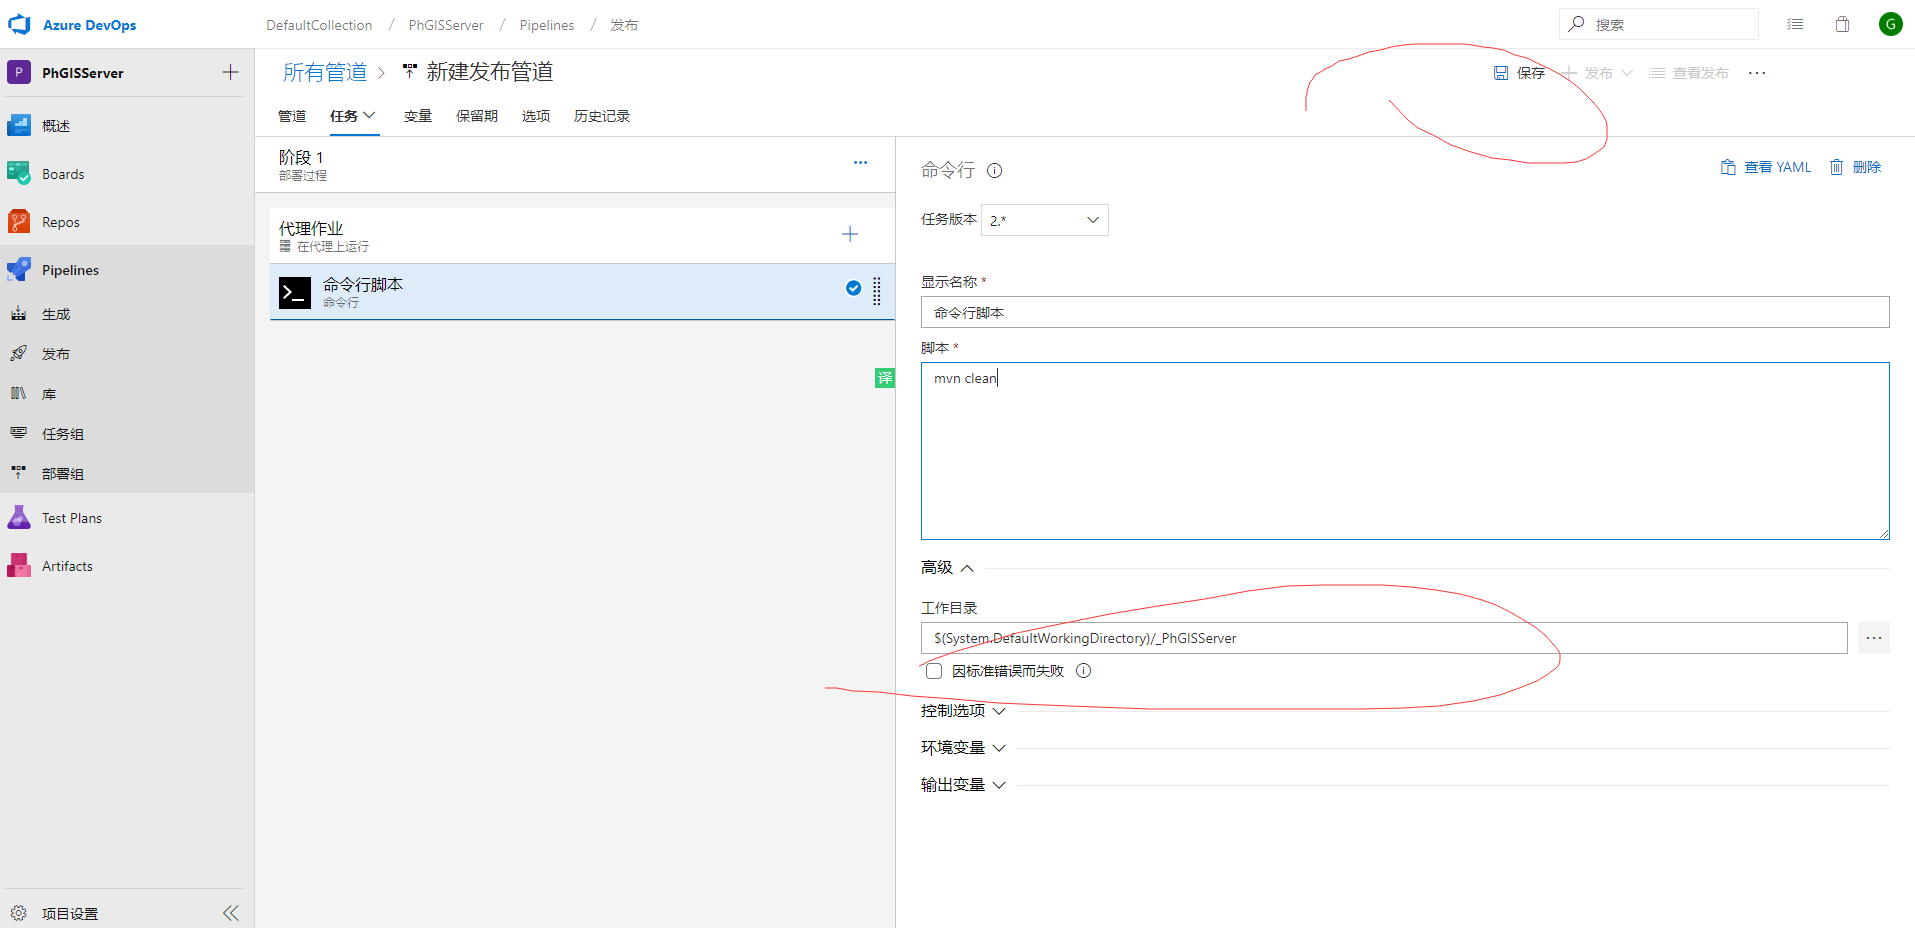 Azure DevOps
DefaultCollection / PhGISServer / Pipelines / 发布
搜索
G
P PhGISServer
概述
Boards
Repos
Pipelines
生成
发布
库
任务组
部署组
Test Plans
Artifacts
项目设置
所有管道 > 新建发布管道
保存
发布
查看发布
管道 任务 变量 保留期 选项 历史记录
阶段 1
部署过程
代理作业
在代理上运行
命令行脚本
命令行
译
命令行
查看 YAML
删除
任务版本 2.*
显示名称 *
命令行脚本
脚本 *
mvn clean
高级
工作目录
$(System.DefaultWorkingDirectory)/_PhGISServer
因标准错误而失败
控制选项
环境变量
输出变量